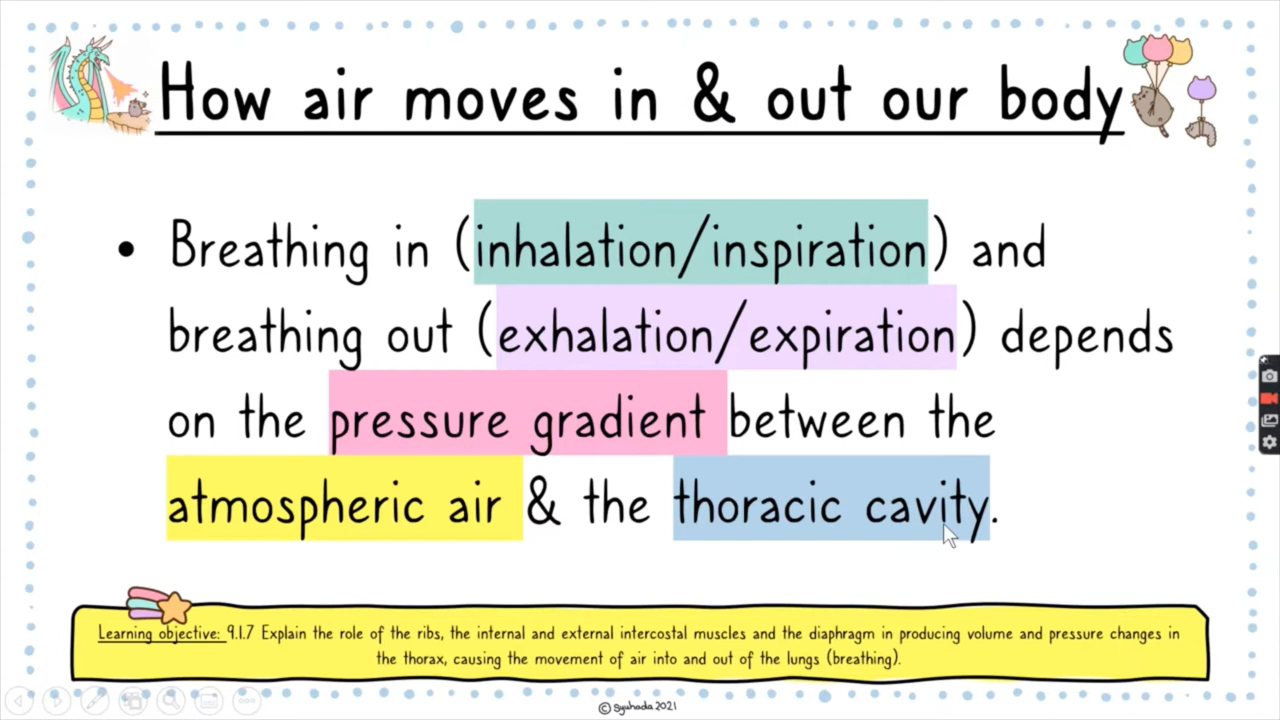 How air moves in & out our body
• Breathing in (inhalation/inspiration) and
breathing out (exhalation/expiration) depends
on the pressure gradient between the
atmospheric air & the thoracic cavity.
Learning objective: 9.1.7 Explain the role of the ribs, the internal and external intercostal muscles and the diaphragm in producing volume and pressure changes in
the thorax, causing the movement of air into and out of the lungs (breathing).
© syuhada 2021